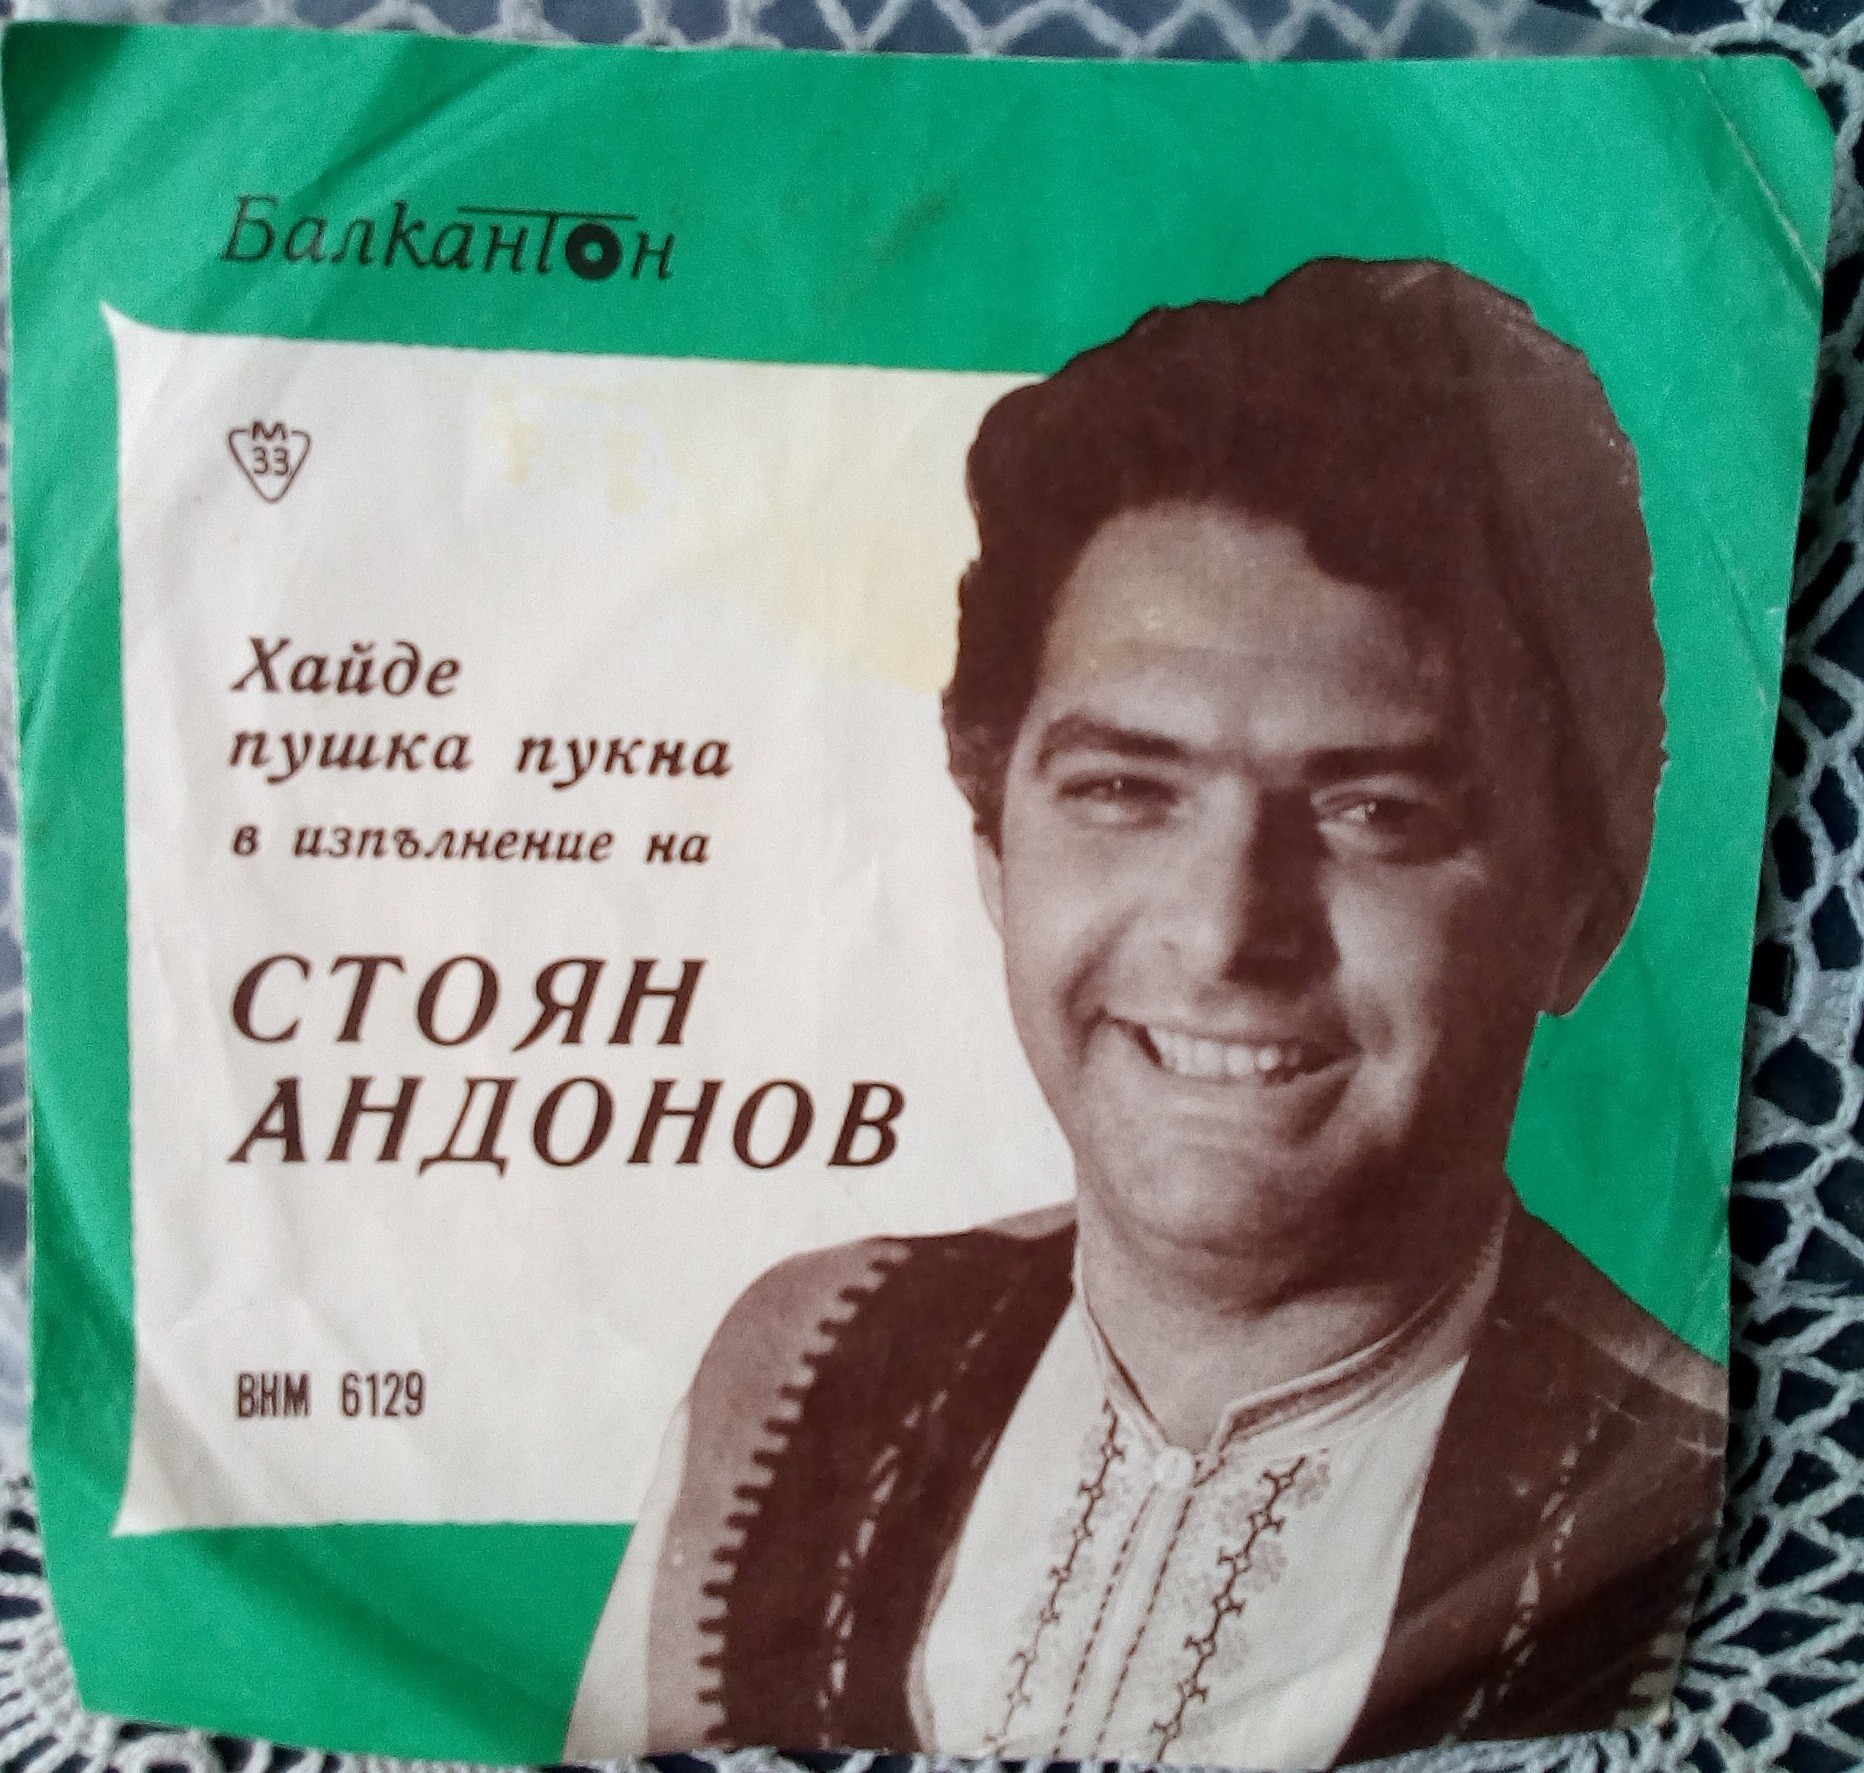 Балкантон
М
33
Хайде
пушка пукна
в изпълнение на
СТОЯН
АНДОНОВ
ВНМ 6129